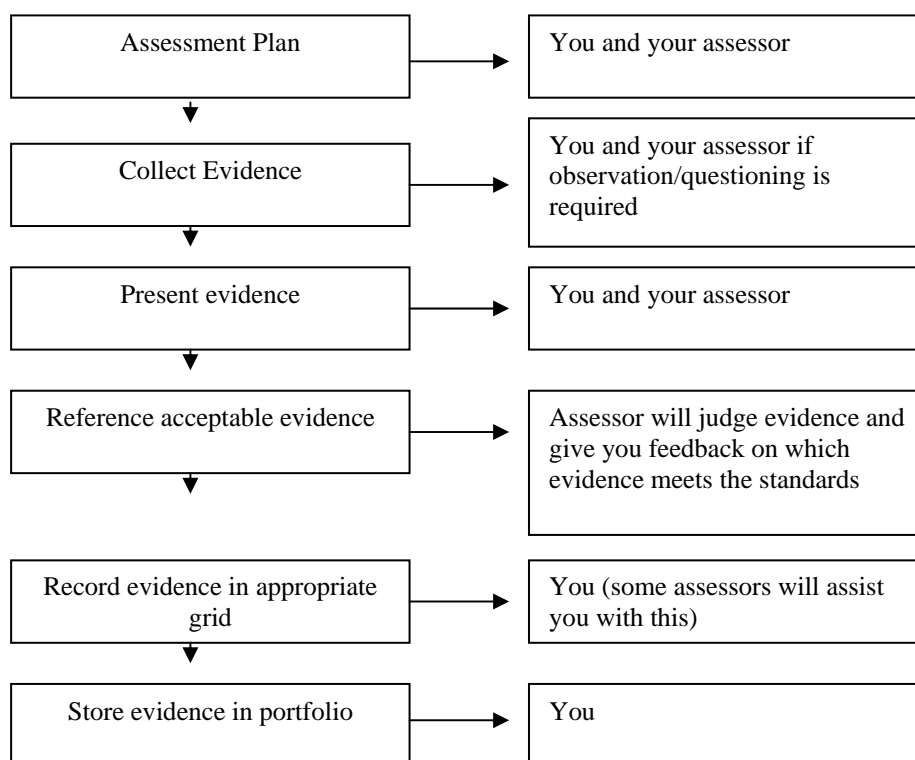 Assessment Plan
You and your assessor
Collect Evidence
You and your assessor if
observation/questioning is
required
Present evidence
You and your assessor
Reference acceptable evidence
Assessor will judge evidence and
give you feedback on which
evidence meets the standards
Record evidence in appropriate
grid
You (some assessors will assist
you with this)
Store evidence in portfolio
You